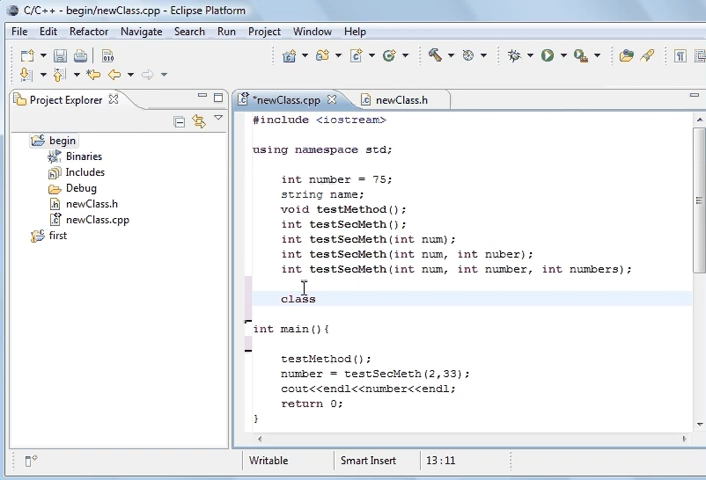 C/C++ - begin/newClass.cpp - Eclipse Platform
File Edit Refactor Navigate Search Run Project Window Help
Project Explorer
*newClass.cpp newClass.h
begin
Binaries
Includes
Debug
newClass.h
newClass.cpp
first
#include <iostream>
using namespace std;
int number = 75;
string name;
void testMethod();
int testSecMeth();
int testSecMeth(int num);
int testSecMeth(int num, int nuber);
int testSecMeth(int num, int number, int numbers);
class
int main(){
testMethod();
number = testSecMeth(2,33);
cout<<endl<<number<<endl;
return 0;
}
Writable Smart Insert 13 : 11